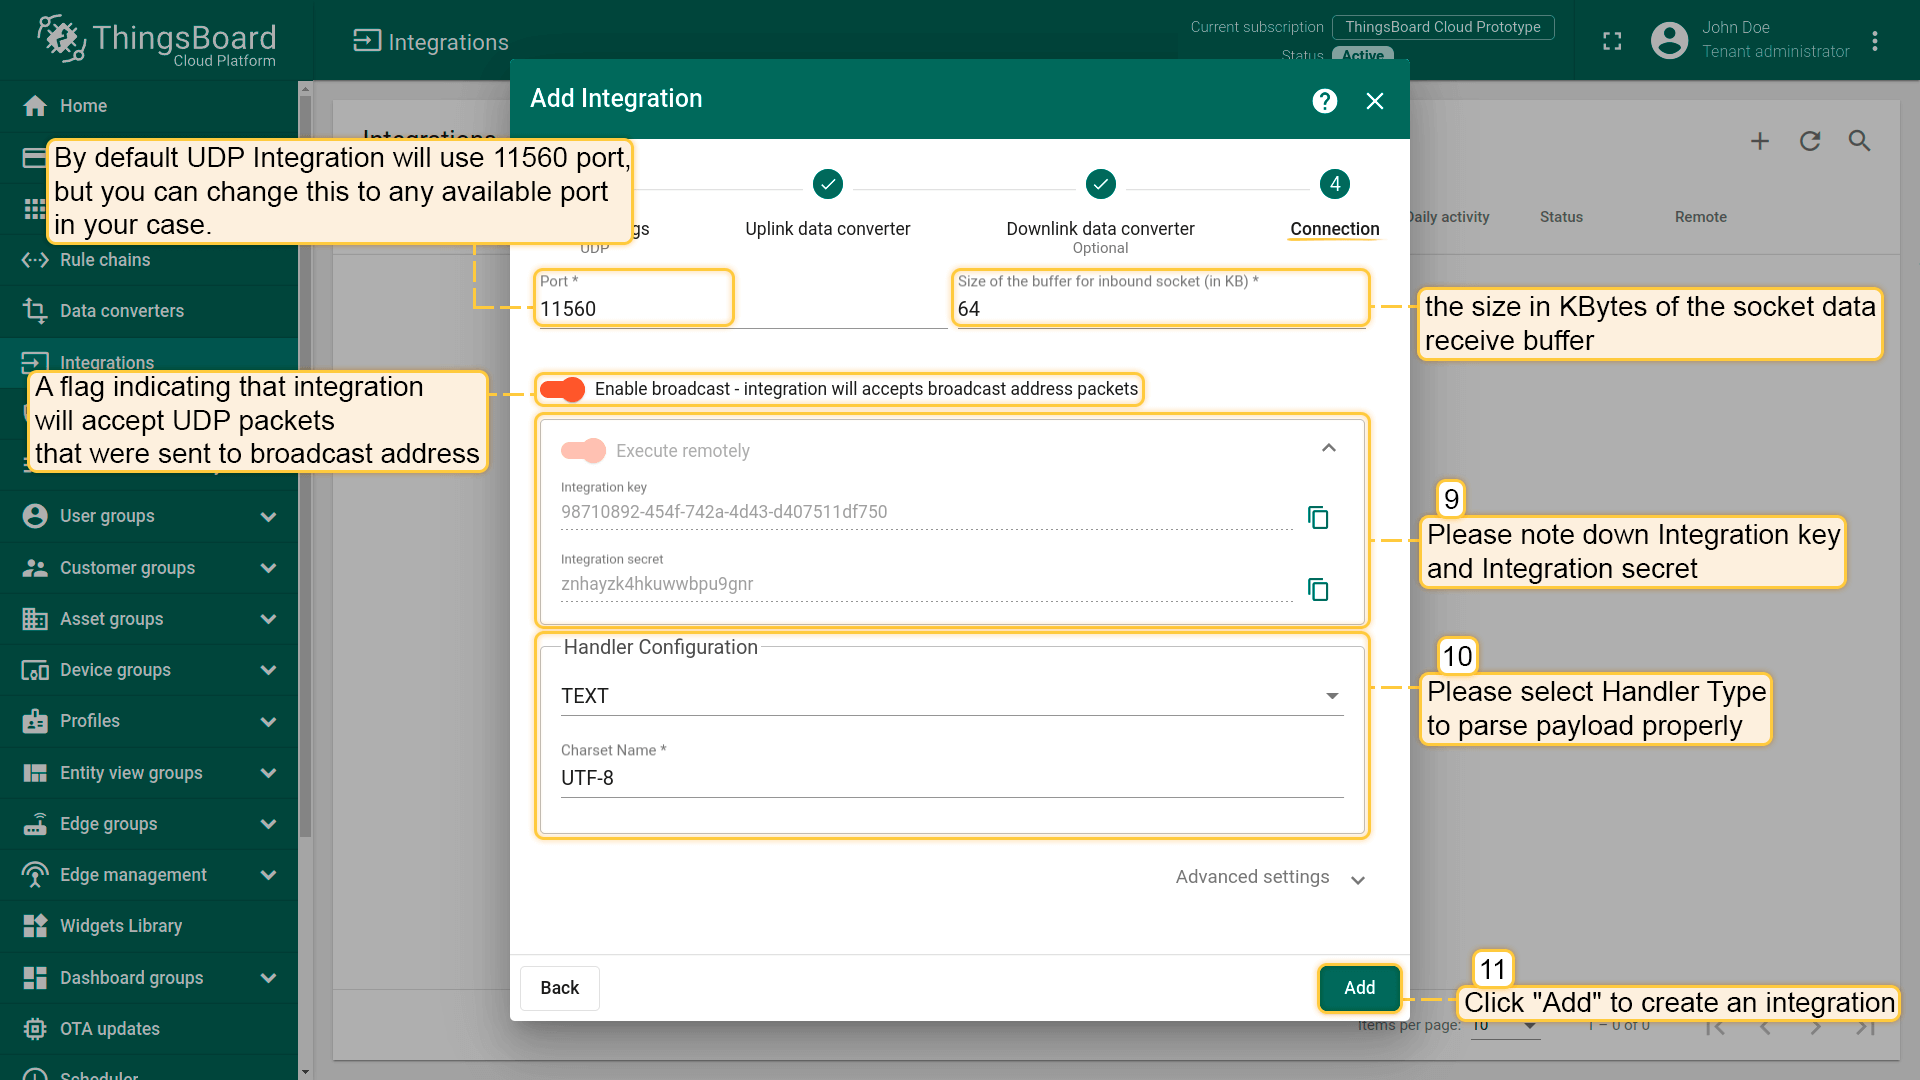 ThingsBoard
Cloud Platform
Integrations
Current subscription
ThingsBoard Cloud Prototype
Status
Active
John Doe
Tenant administrator
Home
Rule chains
Data converters
Integrations
User groups
Customer groups
Asset groups
Device groups
Profiles
Entity view groups
Edge groups
Edge management
Widgets Library
Dashboard groups
OTA updates
Scheduler
Integrations
Daily activity
Status
Remote
Add Integration
By default UDP Integration will use 11560 port,
but you can change this to any available port
in your case.
UDP
Uplink data converter
Downlink data converter
Optional
4
Connection
Port *
11560
Size of the buffer for inbound socket (in KB) *
64
the size in KBytes of the socket data
receive buffer
A flag indicating that integration
will accept UDP packets
that were sent to broadcast address
Enable broadcast - integration will accepts broadcast address packets
Execute remotely
Integration key
98710892-454f-742a-4d43-d407511df750
Integration secret
znhayzk4hkuwwbpu9gnr
9
Please note down Integration key
and Integration secret
Handler Configuration
TEXT
Charset Name *
UTF-8
10
Please select Handler Type
to parse payload properly
Advanced settings
Back
Add
11
Click "Add" to create an integration
Items per page: 10
1 – 0 of 0